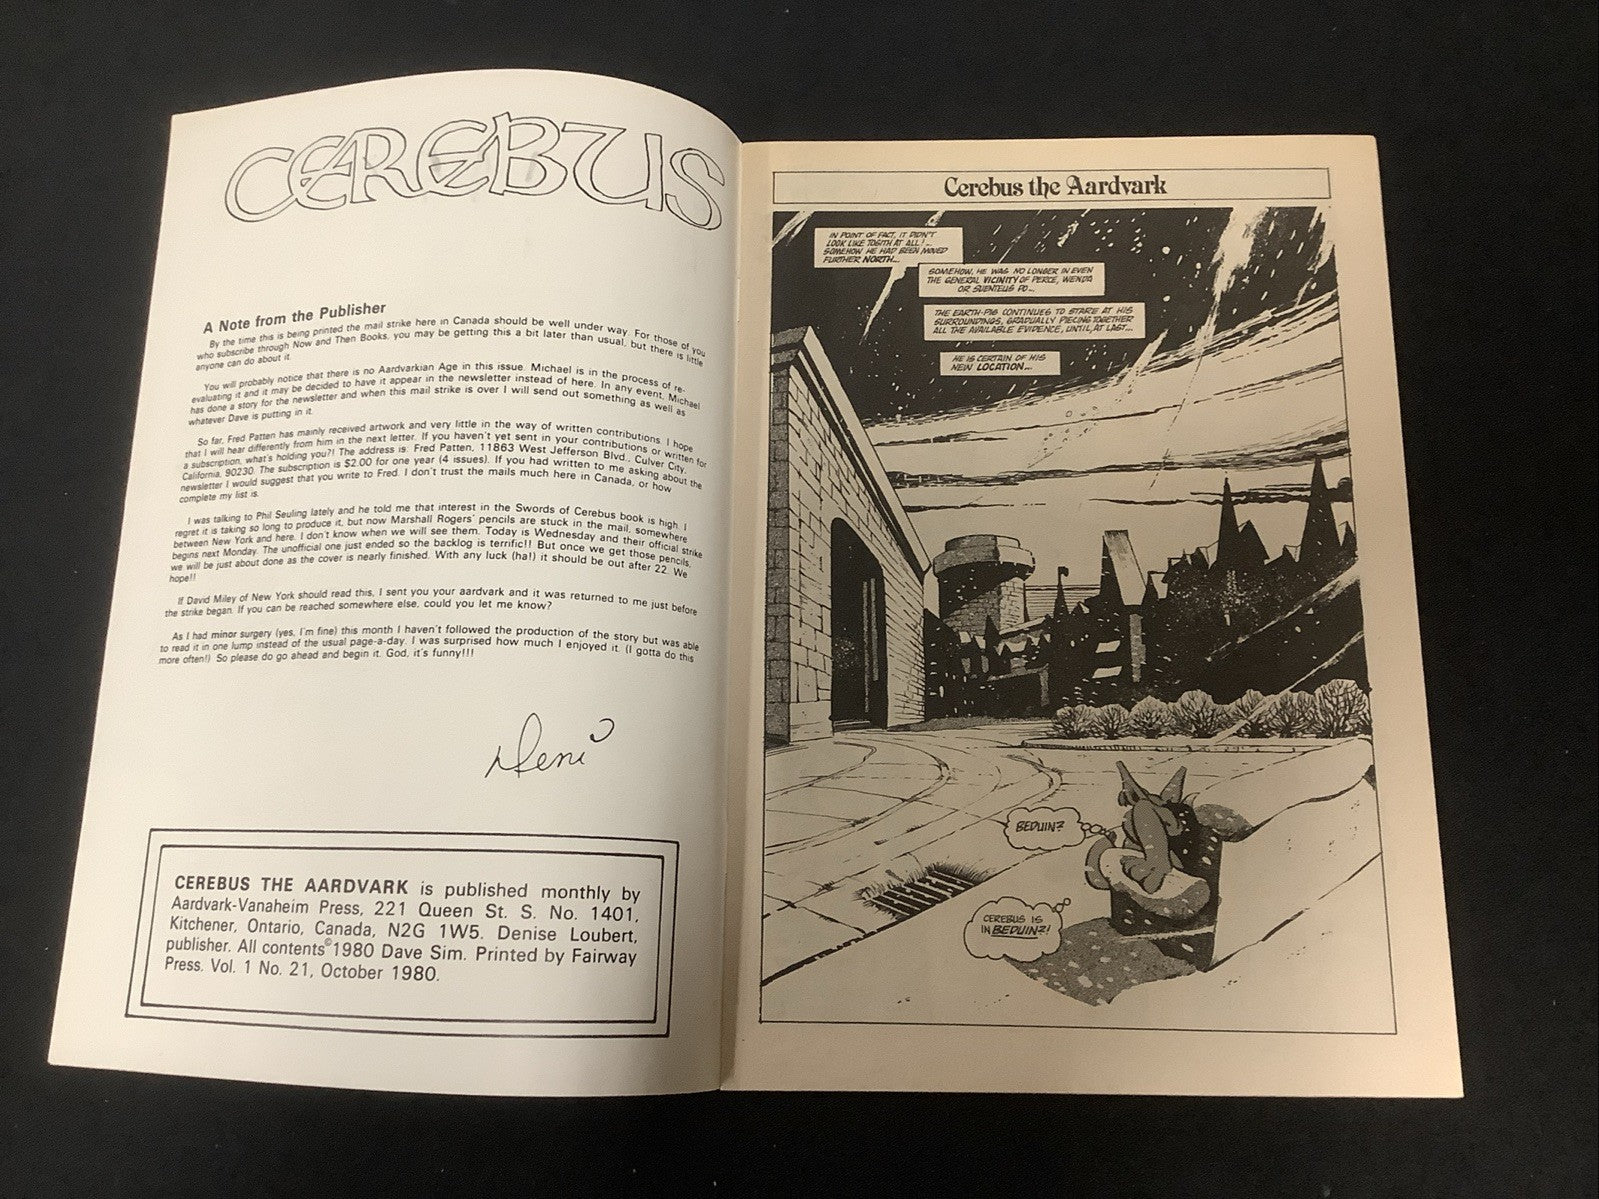 CEREBUS
A Note from the Publisher
By the time this is being printed the mail strike here in Canada should be well under way. For those of you
who subscribe through Now and Then Books, you may be getting this a bit later than usual, but there is little
anyone can do about it.
You will probably notice that there is no Aardvarkian Age in this issue. Michael is in the process of re-
evaluating it and it may be decided to have it appear in the newsletter instead of here. In any event, Michael
has done a story for the newsletter and when this mail strike is over I will send out something as well as
whatever Dave is putting in it.
So far, Fred Patten has mainly received artwork and very little in the way of written contributions. I hope
that I will hear differently from him in the next letter. If you haven't yet sent in your contributions or written for
a subscription, what's holding you?! The address is: Fred Patten, 11863 West Jefferson Blvd., Culver City,
California, 90230. The subscription is $2.00 for one year (4 issues). If you had written to me asking about the
newsletter I would suggest that you write to Fred. I don't trust the mails much here in Canada, or how
complete my list is.
I was talking to Phil Seuling lately and he told me that interest in the Swords of Cerebus book is high. I
regret it is taking so long to produce it, but now Marshall Rogers' pencils are stuck in the mail, somewhere
between New York and here. I don't know when we will see them. Today is Wednesday and their official strike
begins next Monday. The unofficial one just ended so the backlog is terrific!! But once we get those pencils,
we will be just about done as the cover is nearly finished. With any luck (ha!) it should be out after 22. We
hope!!
If David Miley of New York should read this, I sent you your aardvark and it was returned to me just before
the strike began. If you can be reached somewhere else, could you let me know?
As I had minor surgery (yes, I'm fine) this month I haven't followed the production of the story but was able
to read it in one lump instead of the usual page-a-day. I was surprised how much I enjoyed it. (I gotta do this
more often!) So please do go ahead and begin it. God, it's funny!!!
Deni
CEREBUS THE AARDVARK is published monthly by
Aardvark-Vanaheim Press, 221 Queen St. S. No. 1401,
Kitchener, Ontario, Canada, N2G 1W5. Denise Loubert,
publisher. All contents © 1980 Dave Sim. Printed by Fairway
Press. Vol. 1 No. 21, October 1980.
Cerebus the Aardvark
IN POINT OF FACT, IT DIDN'T
LOOK LIKE TOGITH AT ALL!...
SOMEHOW HE HAD BEEN MOVED
FURTHER NORTH...
SOMEHOW, HE WAS NO LONGER IN EVEN
THE GENERAL VICINITY OF PERCE, WENDA
OR SUENTEUS PO...
THE EARTH-PIG CONTINUES TO STARE AT HIS
SURROUNDINGS, GRADUALLY PIECING TOGETHER
ALL THE AVAILABLE EVIDENCE, UNTIL, AT LAST...
HE IS CERTAIN OF HIS
NEW LOCATION...
BEDUIN?
CEREBUS IS
IN BEDUIN?!